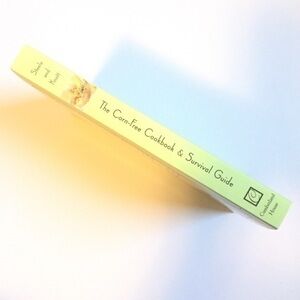 The Corn-Free Cookbook & Survival Guide
Cumberland
House